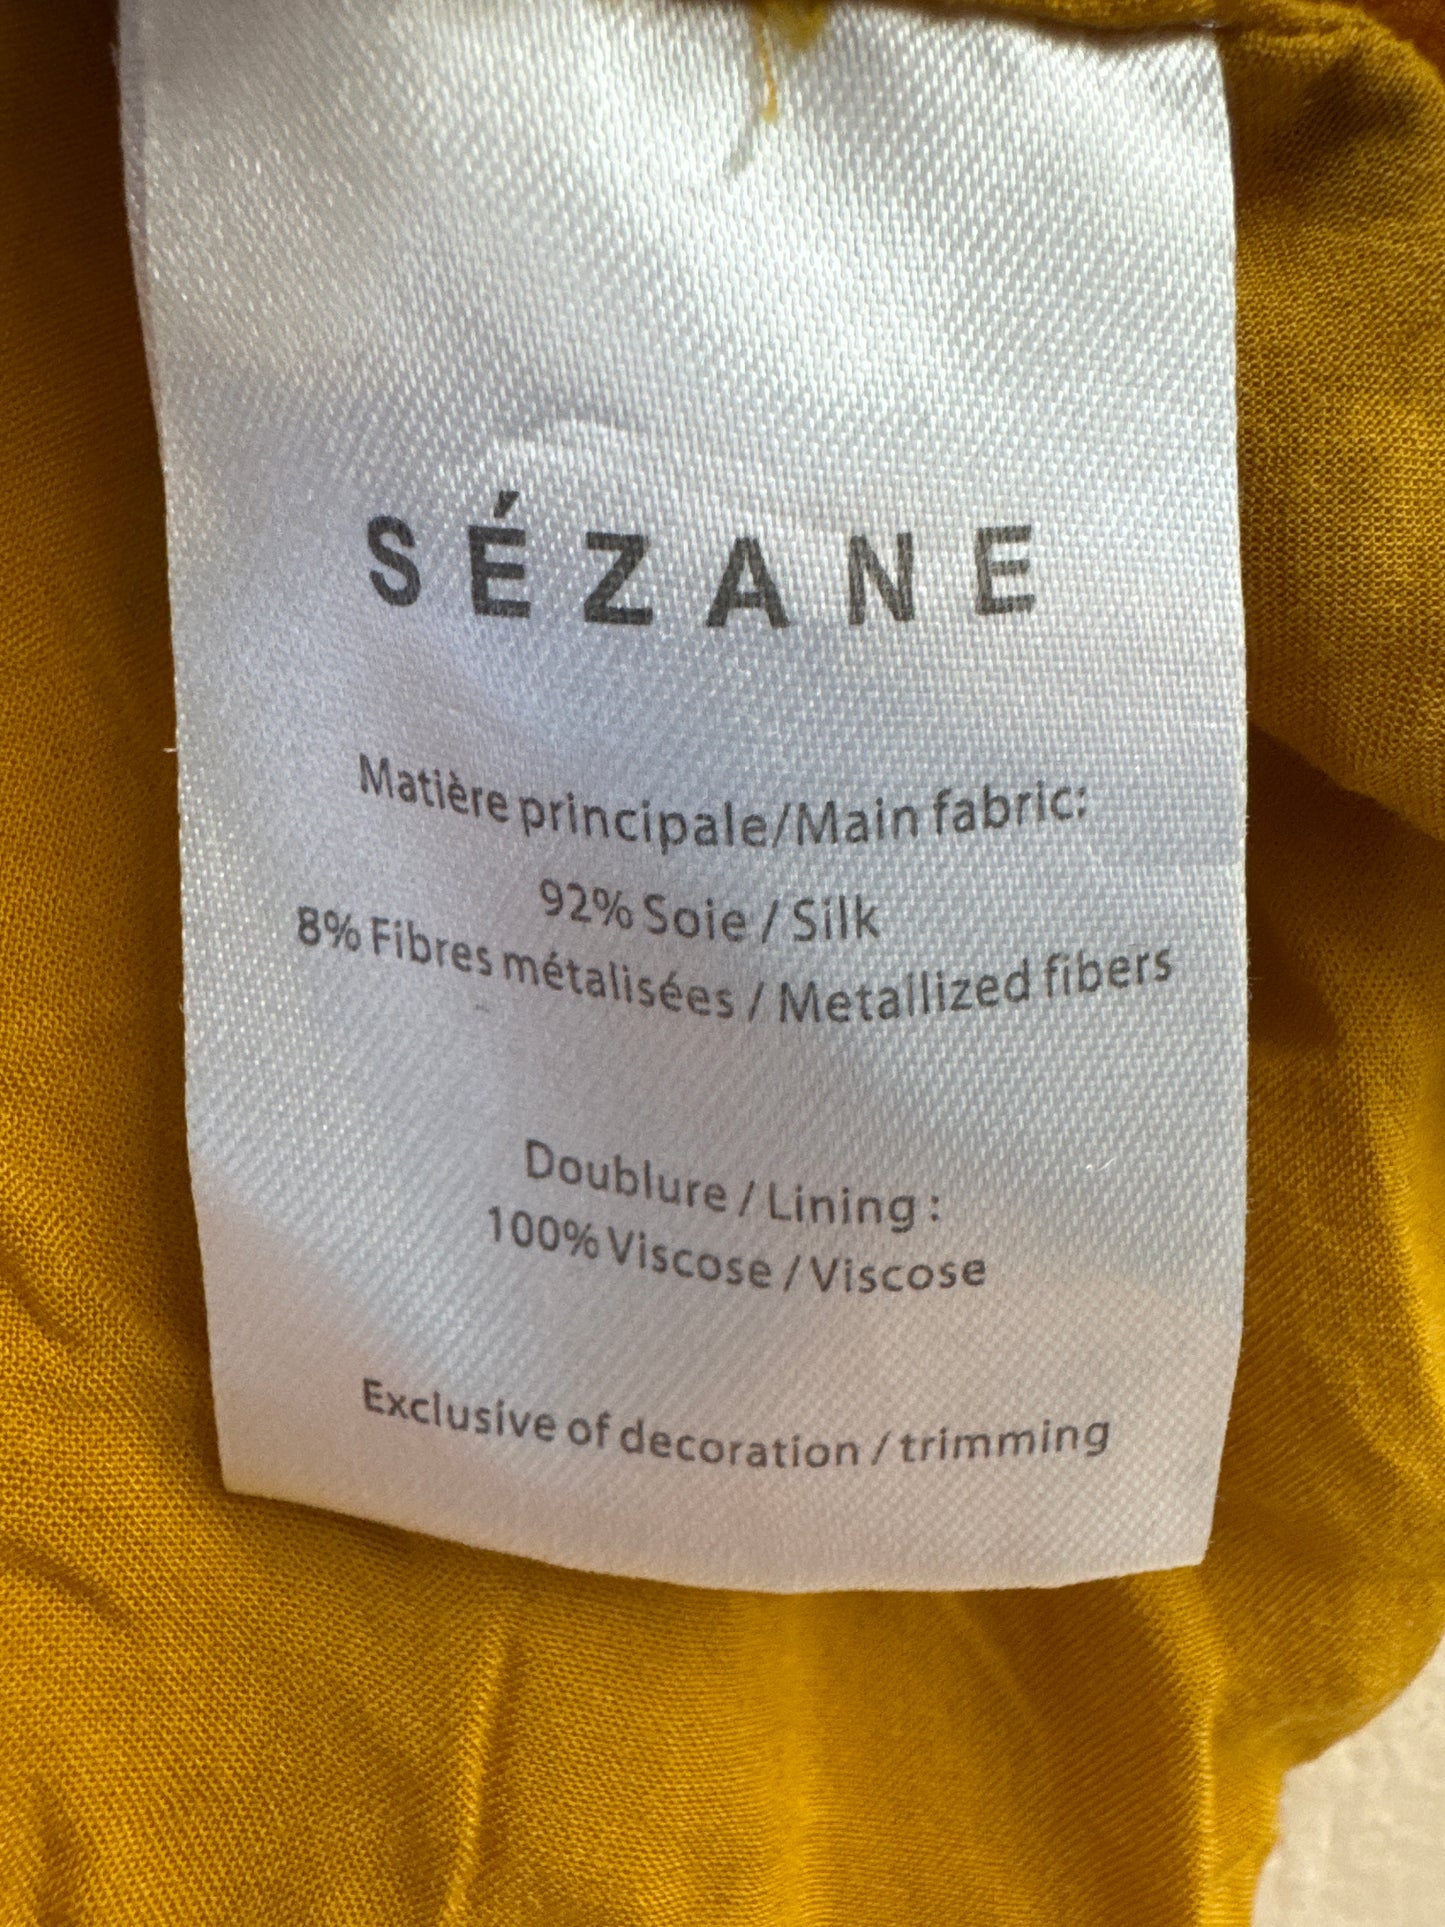 SÉZANE
Matière principale/Main fabric:
92% Soie / Silk
8% Fibres métalisées / Metallized fibers
Doublure / Lining :
100% Viscose / Viscose
Exclusive of decoration / trimming